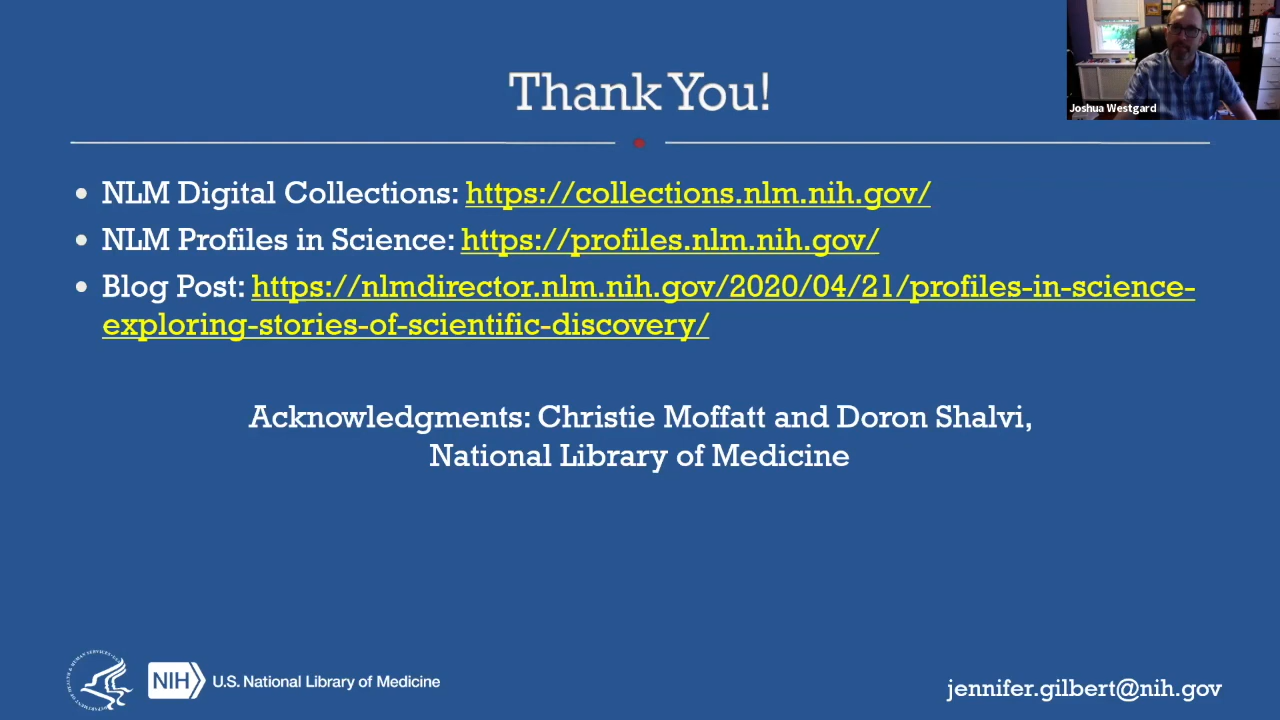 Joshua Westgard
Thank You!
• NLM Digital Collections: https://collections.nlm.nih.gov/
• NLM Profiles in Science: https://profiles.nlm.nih.gov/
• Blog Post: https://nlmdirector.nlm.nih.gov/2020/04/21/profiles-in-science-
exploring-stories-of-scientific-discovery/
Acknowledgments: Christie Moffatt and Doron Shalvi,
National Library of Medicine
NIH U.S. National Library of Medicine
jennifer.gilbert@nih.gov